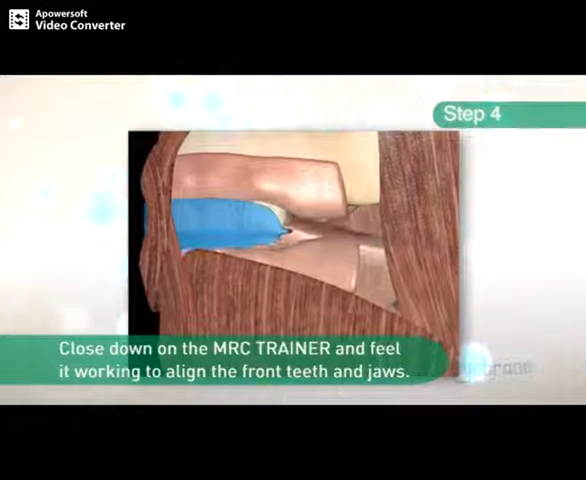 Apowersoft
Video Converter
Step 4
Close down on the MRC TRAINER and feel
it working to align the front teeth and jaws.